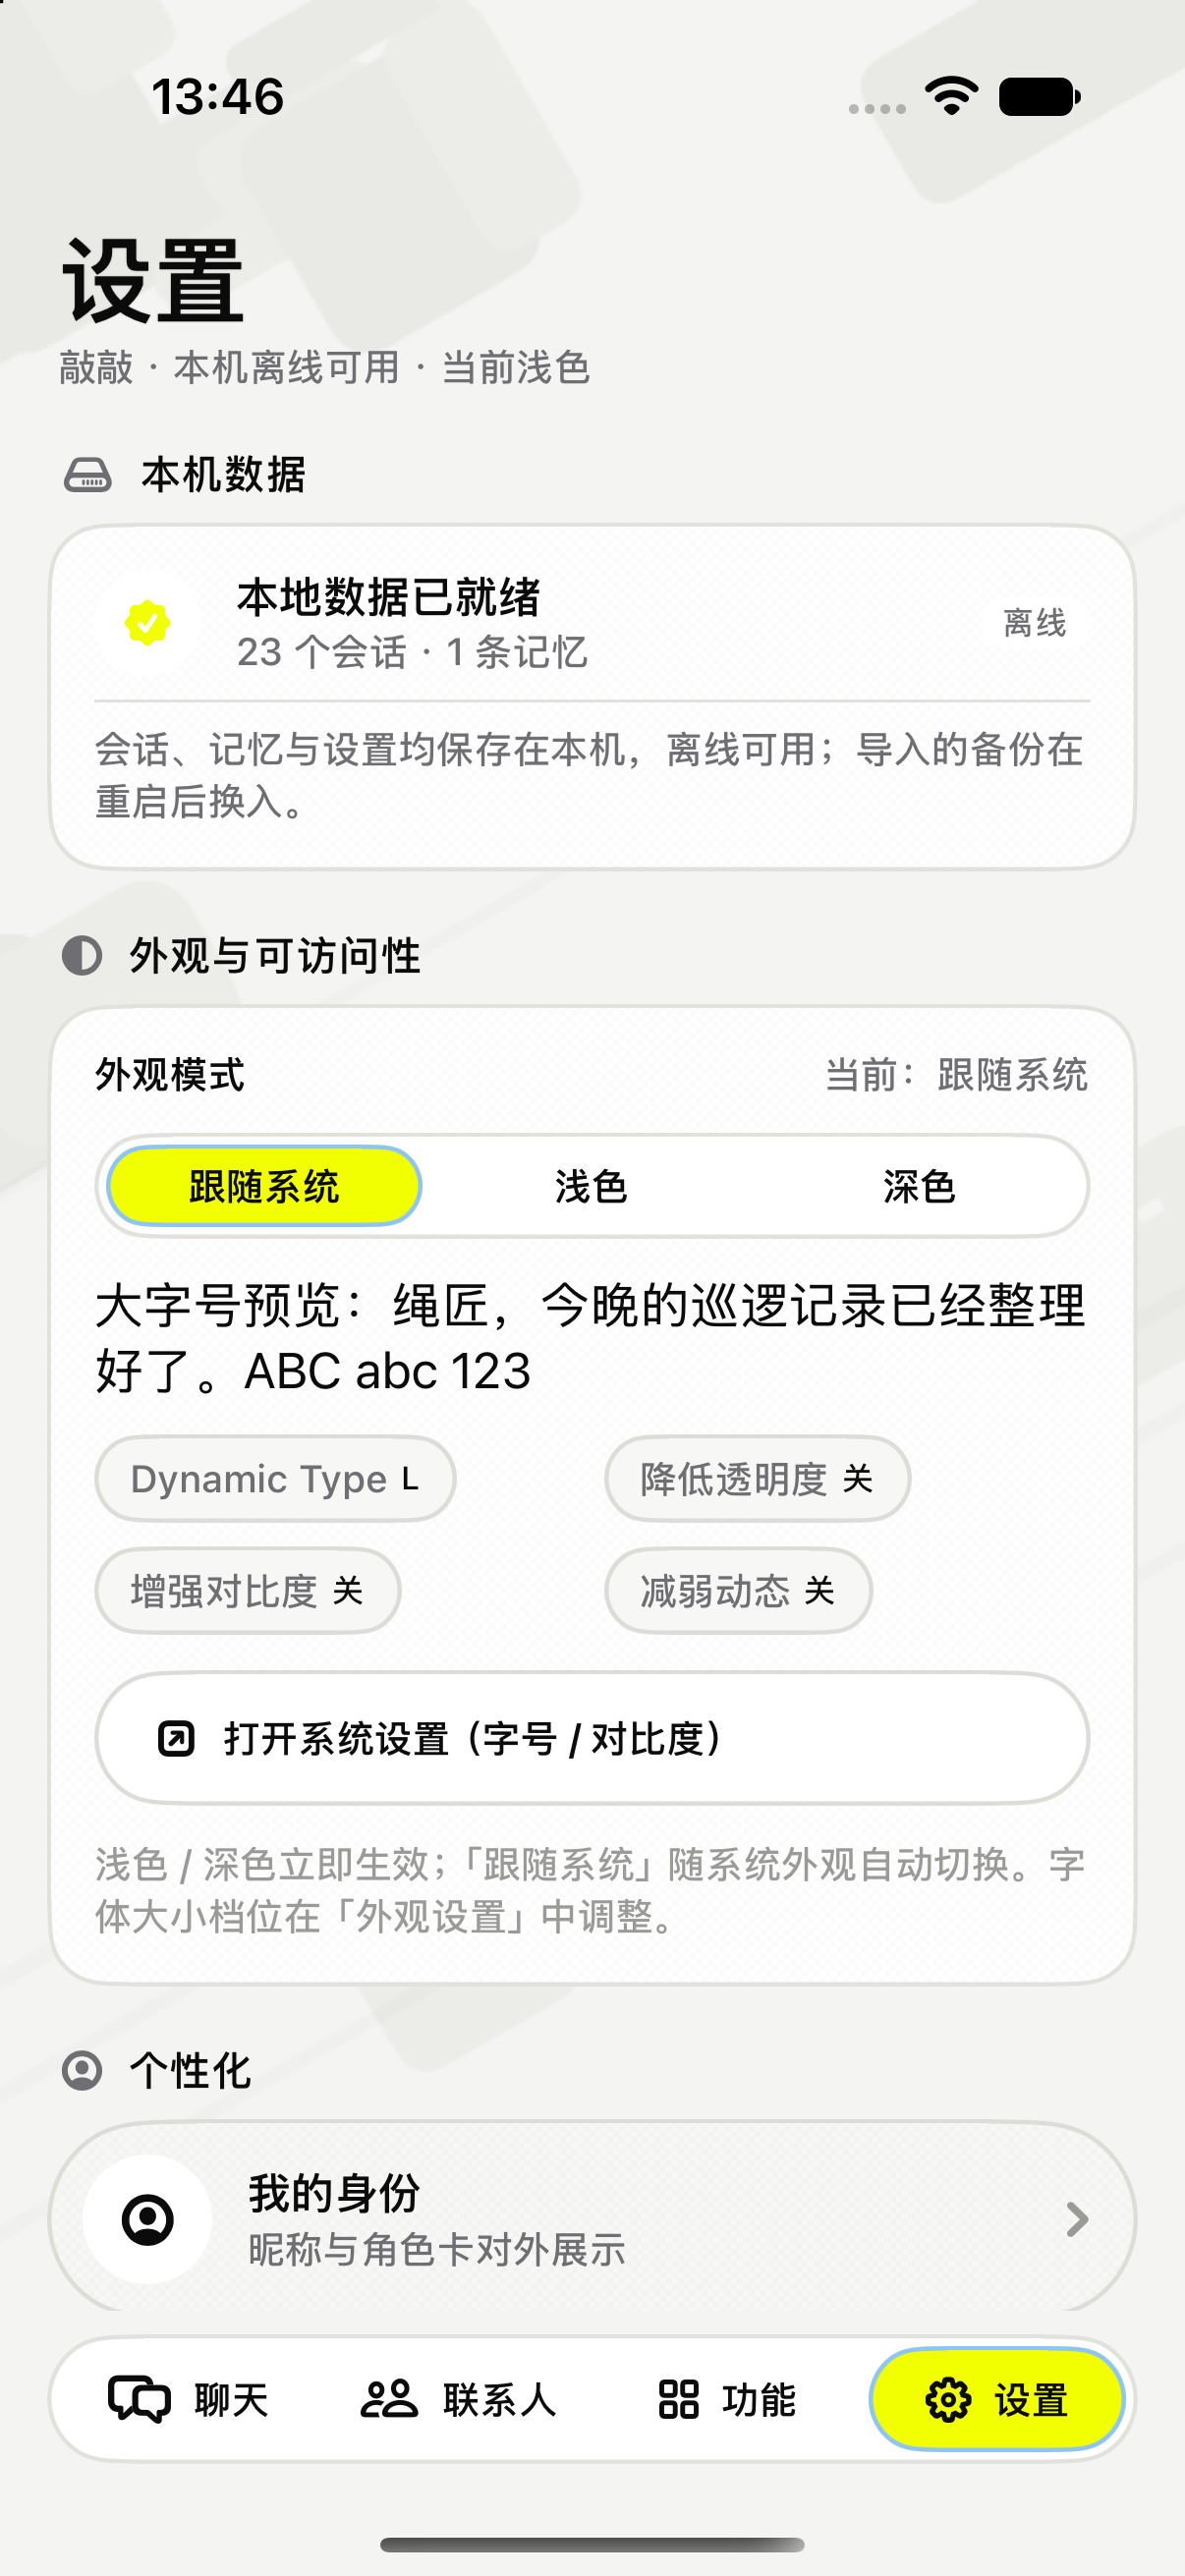 13:46
设置
敲敲 · 本机离线可用 · 当前浅色
本机数据
本地数据已就绪
23 个会话 · 1 条记忆
离线
会话、记忆与设置均保存在本机，离线可用；导入的备份在
重启后换入。
外观与可访问性
外观模式
当前：跟随系统
跟随系统
浅色
深色
大字号预览：绳匠，今晚的巡逻记录已经整理
好了。ABC abc 123
Dynamic Type L
降低透明度 关
增强对比度 关
减弱动态 关
打开系统设置（字号 / 对比度）
浅色 / 深色立即生效；「跟随系统」随系统外观自动切换。字
体大小档位在「外观设置」中调整。
个性化
我的身份
昵称与角色卡对外展示
聊天
联系人
功能
设置